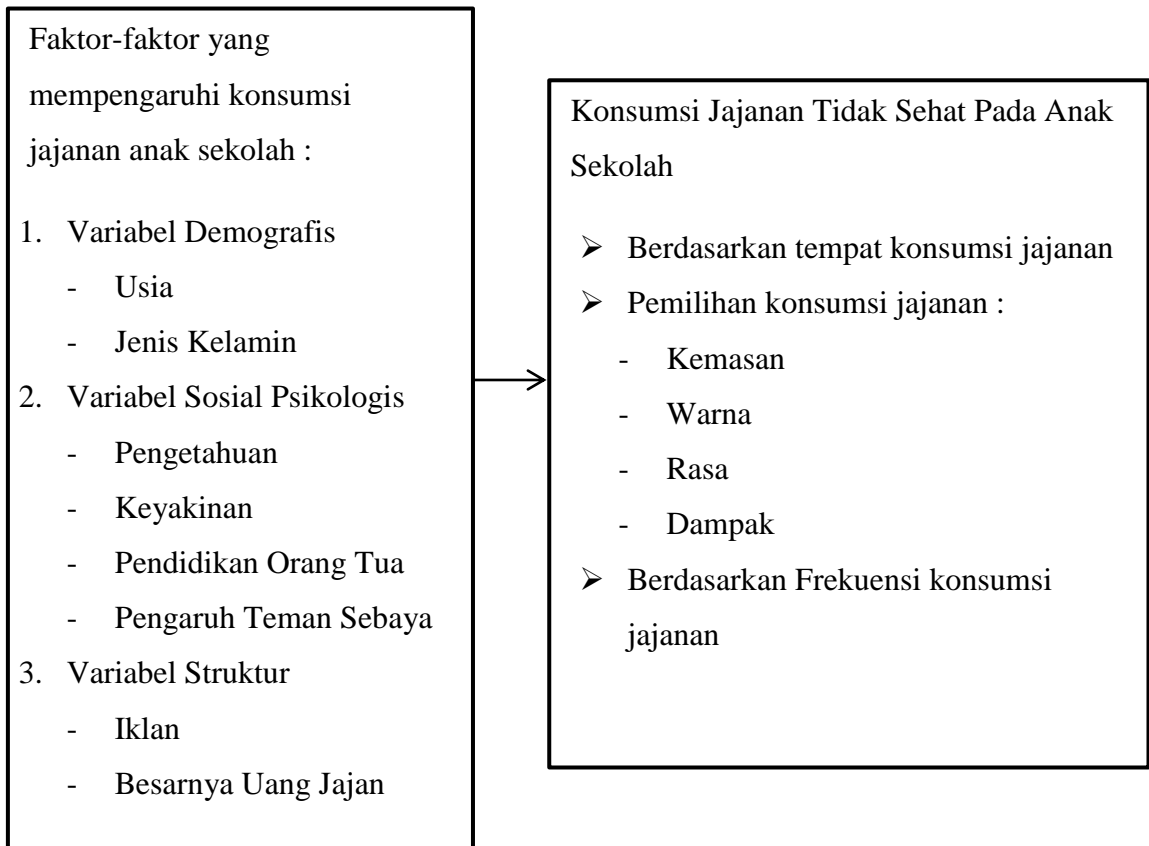 Faktor-faktor yang
mempengaruhi konsumsi
jajanan anak sekolah :
1. Variabel Demografis
- Usia
- Jenis Kelamin
2. Variabel Sosial Psikologis
- Pengetahuan
- Keyakinan
- Pendidikan Orang Tua
- Pengaruh Teman Sebaya
3. Variabel Struktur
- Iklan
- Besarnya Uang Jajan
Konsumsi Jajanan Tidak Sehat Pada Anak
Sekolah
➢ Berdasarkan tempat konsumsi jajanan
➢ Pemilihan konsumsi jajanan :
- Kemasan
- Warna
- Rasa
- Dampak
➢ Berdasarkan Frekuensi konsumsi
jajanan